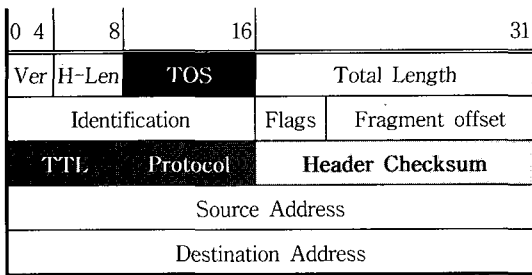 0 4 8 16 31
Ver H-Len TOS Total Length
Identification Flags Fragment offset
TTL Protocol Header Checksum
Source Address
Destination Address